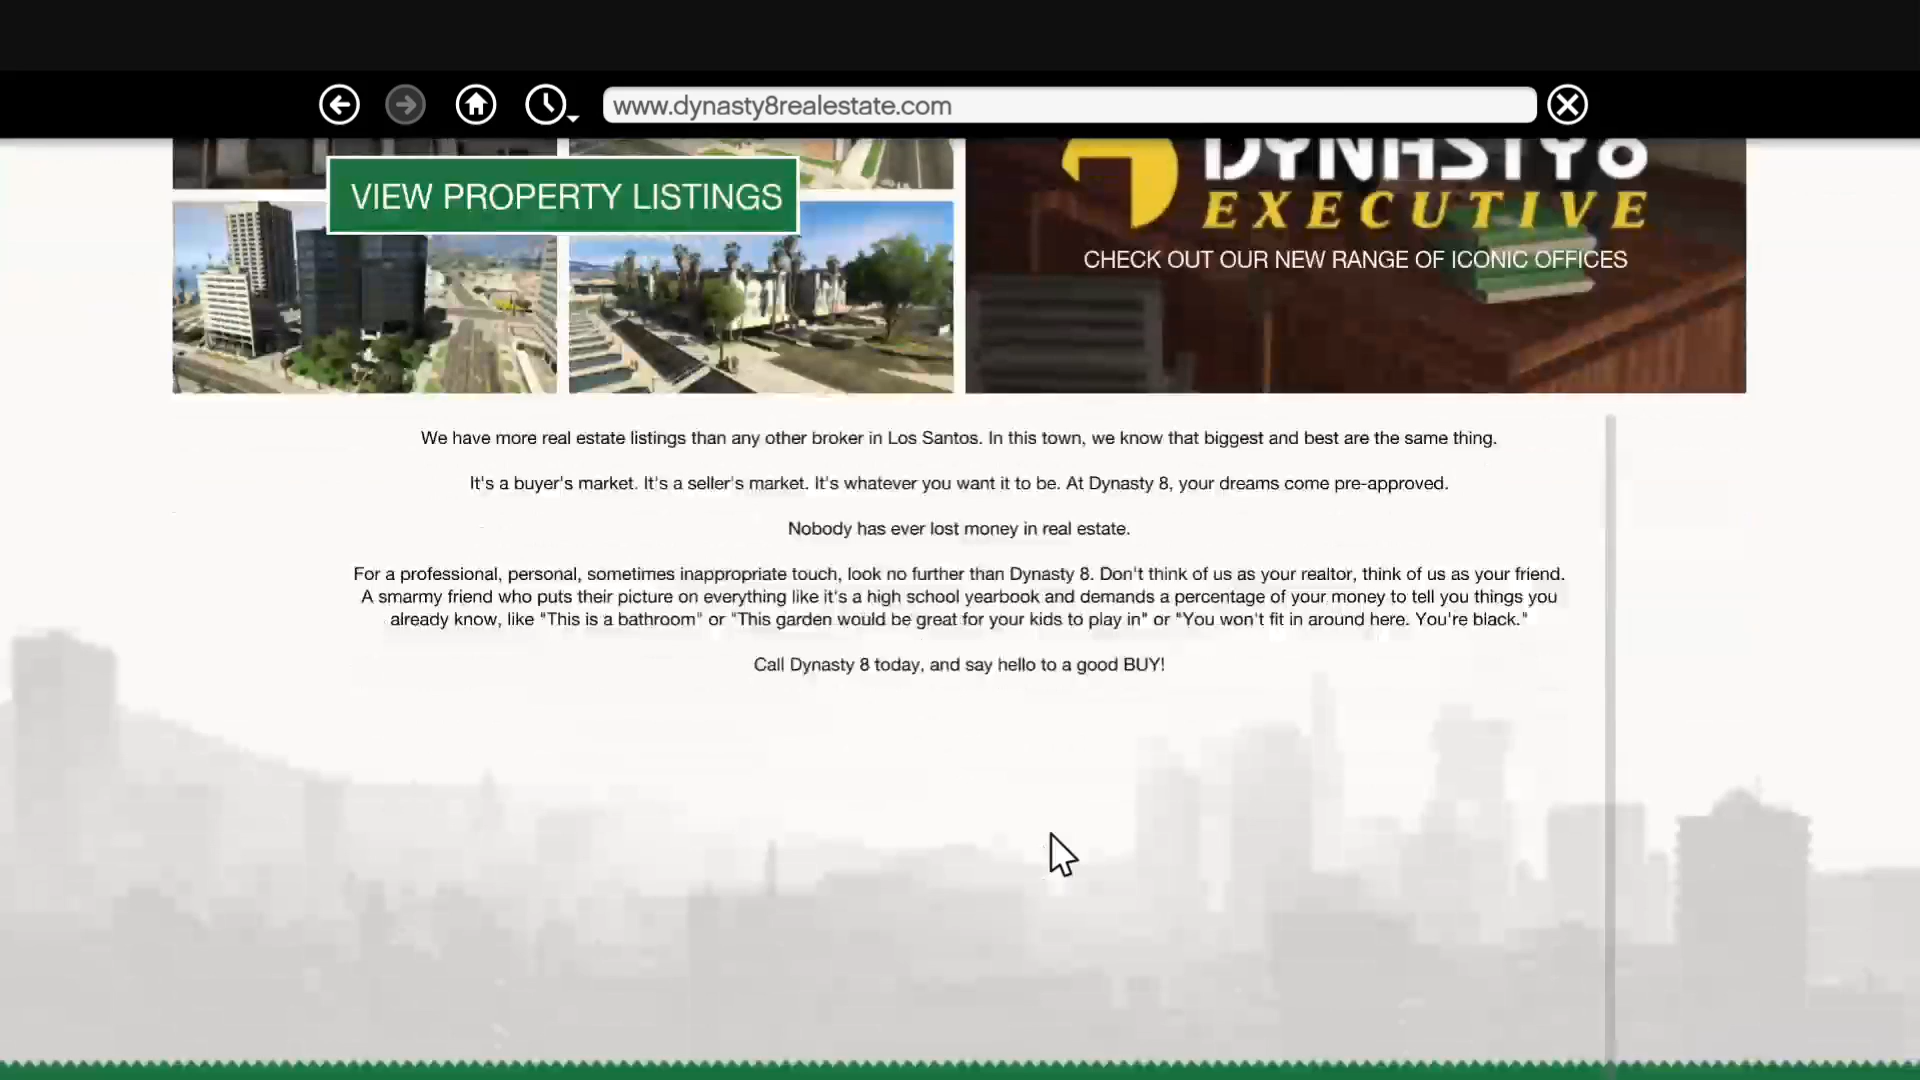 www.dynasty8realestate.com
VIEW PROPERTY LISTINGS
DYNASTY8
EXECUTIVE
CHECK OUT OUR NEW RANGE OF ICONIC OFFICES
We have more real estate listings than any other broker in Los Santos. In this town, we know that biggest and best are the same thing.
It's a buyer's market. It's a seller's market. It's whatever you want it to be. At Dynasty 8, your dreams come pre-approved.
Nobody has ever lost money in real estate.
For a professional, personal, sometimes inappropriate touch, look no further than Dynasty 8. Don't think of us as your realtor, think of us as your friend.
A smarmy friend who puts their picture on everything like it's a high school yearbook and demands a percentage of your money to tell you things you
already know, like "This is a bathroom" or "This garden would be great for your kids to play in" or "You won't fit in around here. You're black."
Call Dynasty 8 today, and say hello to a good BUY!